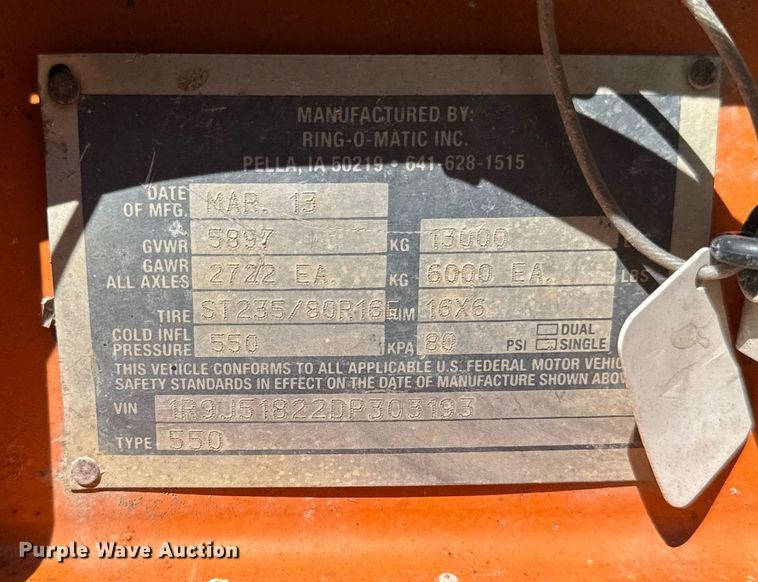 MANUFACTURED BY:
RING-O-MATIC INC.
PELLA, IA 50219 • 641-628-1515
DATE OF MFG. MAR. 13
GVWR 5897 KG 13000
GAWR ALL AXLES 2722 EA. KG 6000 EA. LBS
TIRE ST235/80R16E RIM 16X6
COLD INFL PRESSURE 550 KPA 80 PSI DUAL SINGLE
THIS VEHICLE CONFORMS TO ALL APPLICABLE U.S. FEDERAL MOTOR VEHIC
SAFETY STANDARDS IN EFFECT ON THE DATE OF MANUFACTURE SHOWN ABOV
VIN 1R9J51822DP303193
TYPE 550
Purple Wave Auction